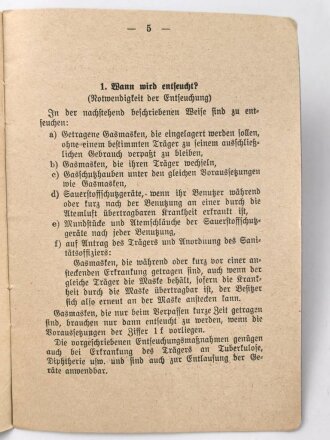 — 5 —
1. Wann wird entseucht?
(Notwendigkeit der Entseuchung)
In der nachstehend beschriebenen Weise sind zu ent-
seuchen:
a) Getragene Gasmasken, die eingelagert werden sollen,
ohne einem bestimmten Träger zu seinem ausschließ-
lichen Gebrauch verpaßt zu bleiben,
b) Gasmasken, die ihren Träger wechseln,
c) Gasschutzhauben unter den gleichen Voraussetzungen
wie Gasmasken,
d) Sauerstoffschutzgeräte, wenn ihr Benutzer während
oder kurz nach der Benutzung an einer durch die
Atemluft übertragbaren Krankheit erkrankt ist,
e) Mundstücke und Atemschläuche der Sauerstoffschutz-
geräte nach jeder Benutzung,
f) auf Antrag des Trägers und Anordnung des Sani-
tätsoffiziers:
Gasmasken, die während oder kurz vor einer an-
steckenden Erkrankung getragen sind, auch wenn der
gleiche Träger die Maske behält, sofern die Krank-
heit durch die Maske übertragbar ist, der Besitzer
sich also erneut an der Maske anstecken kann.
Gasmasken, die nur beim Verpassen kurze Zeit getragen
sind, brauchen nur dann entseucht zu werden, wenn die
Voraussetzungen der Ziffer 1 f vorliegen.
Die vorgeschriebenen Entseuchungsmaßnahmen genügen
auch bei Erkrankung des Trägers an Tuberkulose,
Diphtherie usw. und sind auch zur Entlausung der Ge-
räte anwendbar.